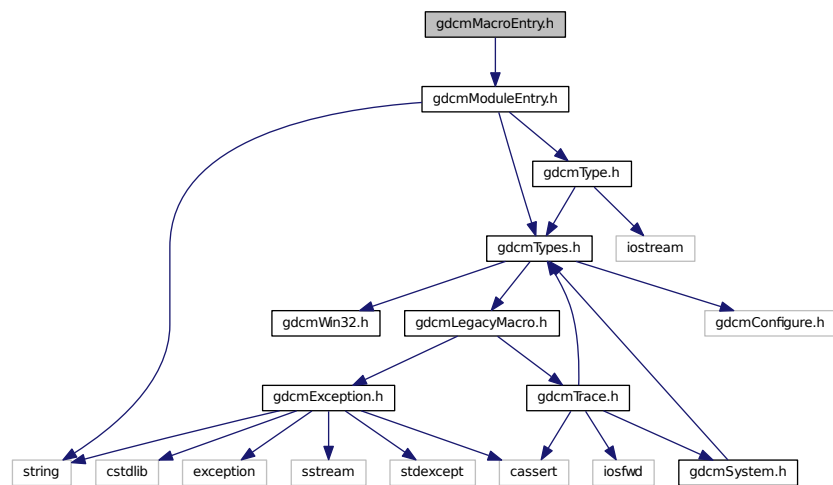 gdcmMacroEntry.h
gdcmModuleEntry.h
gdcmType.h
gdcmTypes.h
iostream
gdcmWin32.h
gdcmLegacyMacro.h
gdcmConfigure.h
gdcmException.h
gdcmTrace.h
string
cstdlib
exception
sstream
stdexcept
cassert
iosfwd
gdcmSystem.h